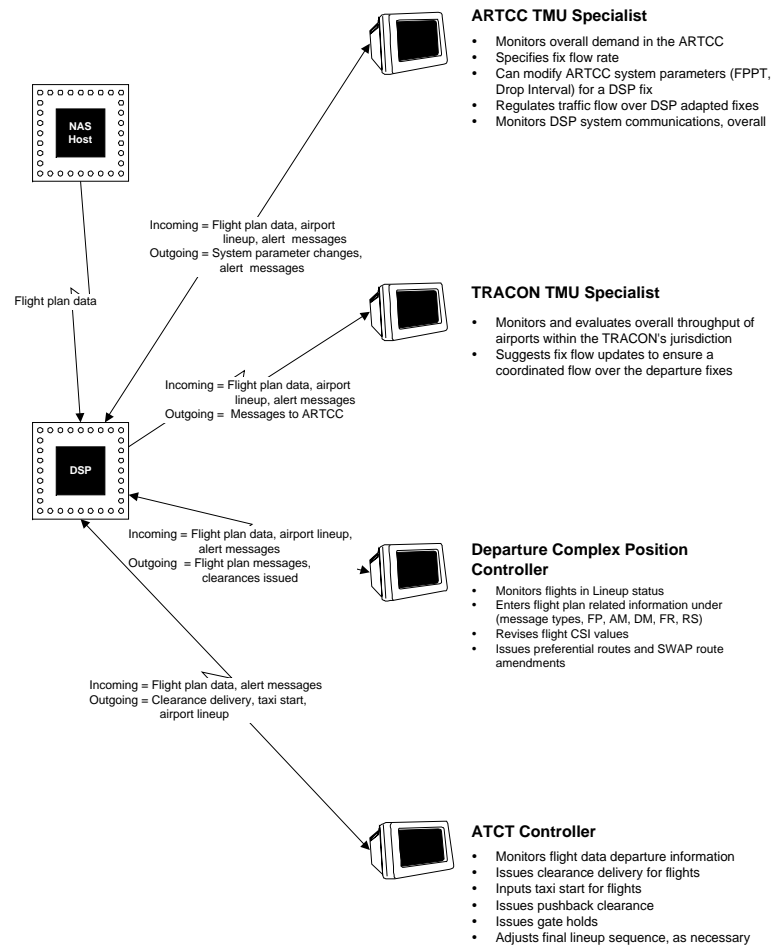 ARTCC TMU Specialist
• Monitors overall demand in the ARTCC
• Specifies fix flow rate
• Can modify ARTCC system parameters (FPPT,
Drop Interval) for a DSP fix
• Regulates traffic flow over DSP adapted fixes
• Monitors DSP system communications, overall
NAS
Host
Incoming = Flight plan data, airport
lineup, alert messages
Outgoing = System parameter changes,
alert messages
Flight plan data
TRACON TMU Specialist
• Monitors and evaluates overall throughput of
airports within the TRACON's jurisdiction
• Suggests fix flow updates to ensure a
coordinated flow over the departure fixes
Incoming = Flight plan data, airport
lineup, alert messages
Outgoing = Messages to ARTCC
DSP
Incoming = Flight plan data, airport lineup,
alert messages
Outgoing = Flight plan messages,
clearances issued
Departure Complex Position
Controller
• Monitors flights in Lineup status
• Enters flight plan related information under
(message types, FP, AM, DM, FR, RS)
• Revises flight CSI values
• Issues preferential routes and SWAP route
amendments
Incoming = Flight plan data, alert messages
Outgoing = Clearance delivery, taxi start,
airport lineup
ATCT Controller
• Monitors flight data departure information
• Issues clearance delivery for flights
• Inputs taxi start for flights
• Issues pushback clearance
• Issues gate holds
• Adjusts final lineup sequence, as necessary